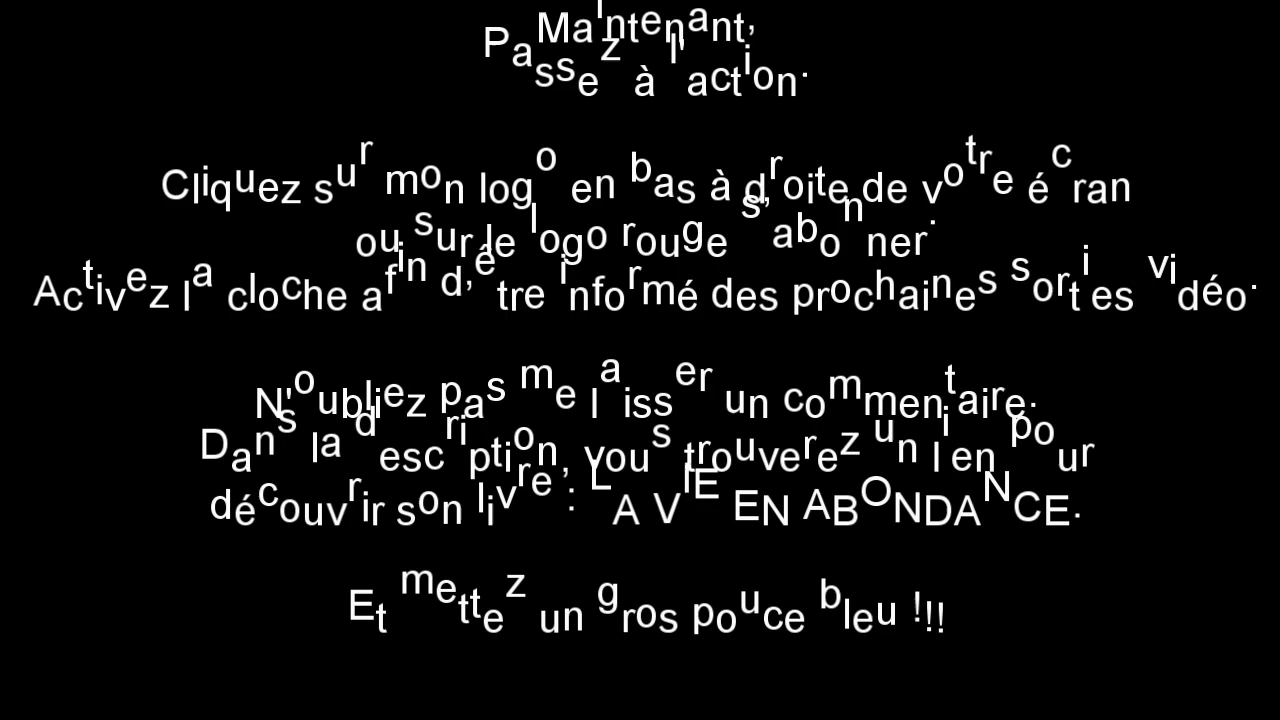 Maintenant,
Passez à l'action.
Cliquez sur mon logo en bas à droite de votre écran
ou sur le logo rouge s'abonner.
Activez la cloche afin d'être informé des prochaines sorties vidéo.
N'oubliez pas me laisser un commentaire.
Dans la description, vous trouverez un lien pour
découvrir son livre : LA VIE EN ABONDANCE.
Et mettez un gros pouce bleu !!!